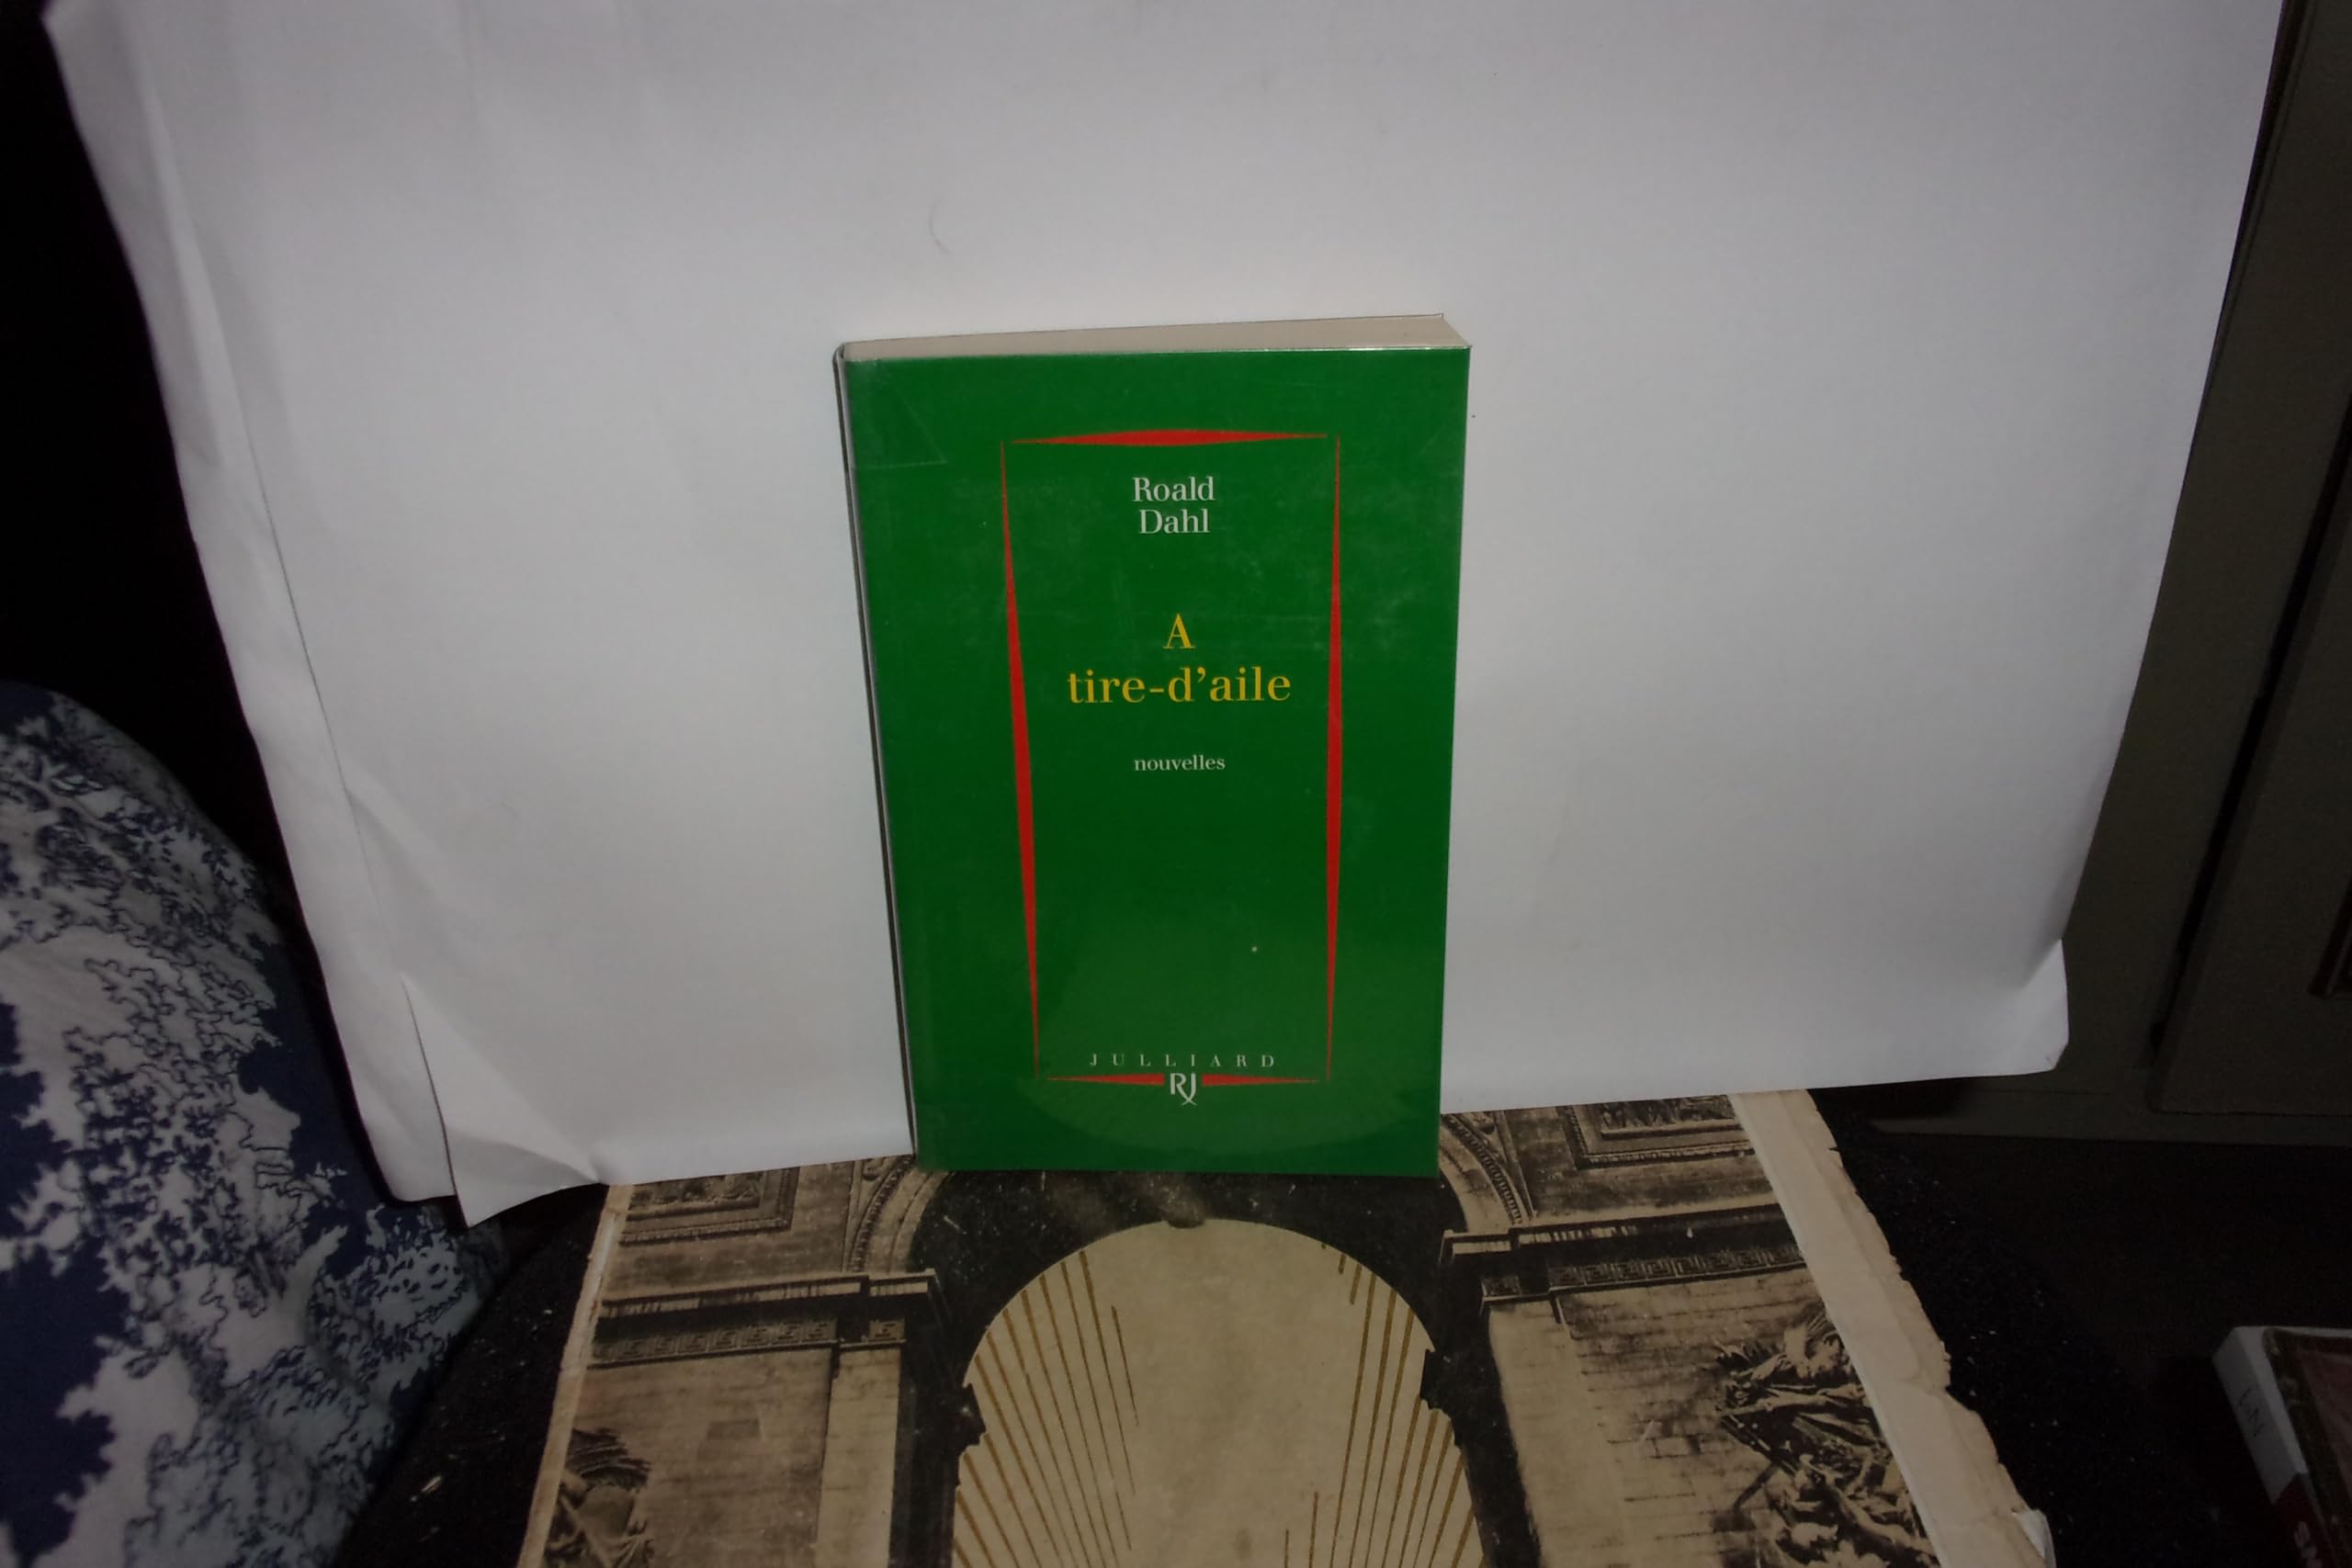 Roald
Dahl
A
tire-d'aile
nouvelles
JULLIARD
RJ